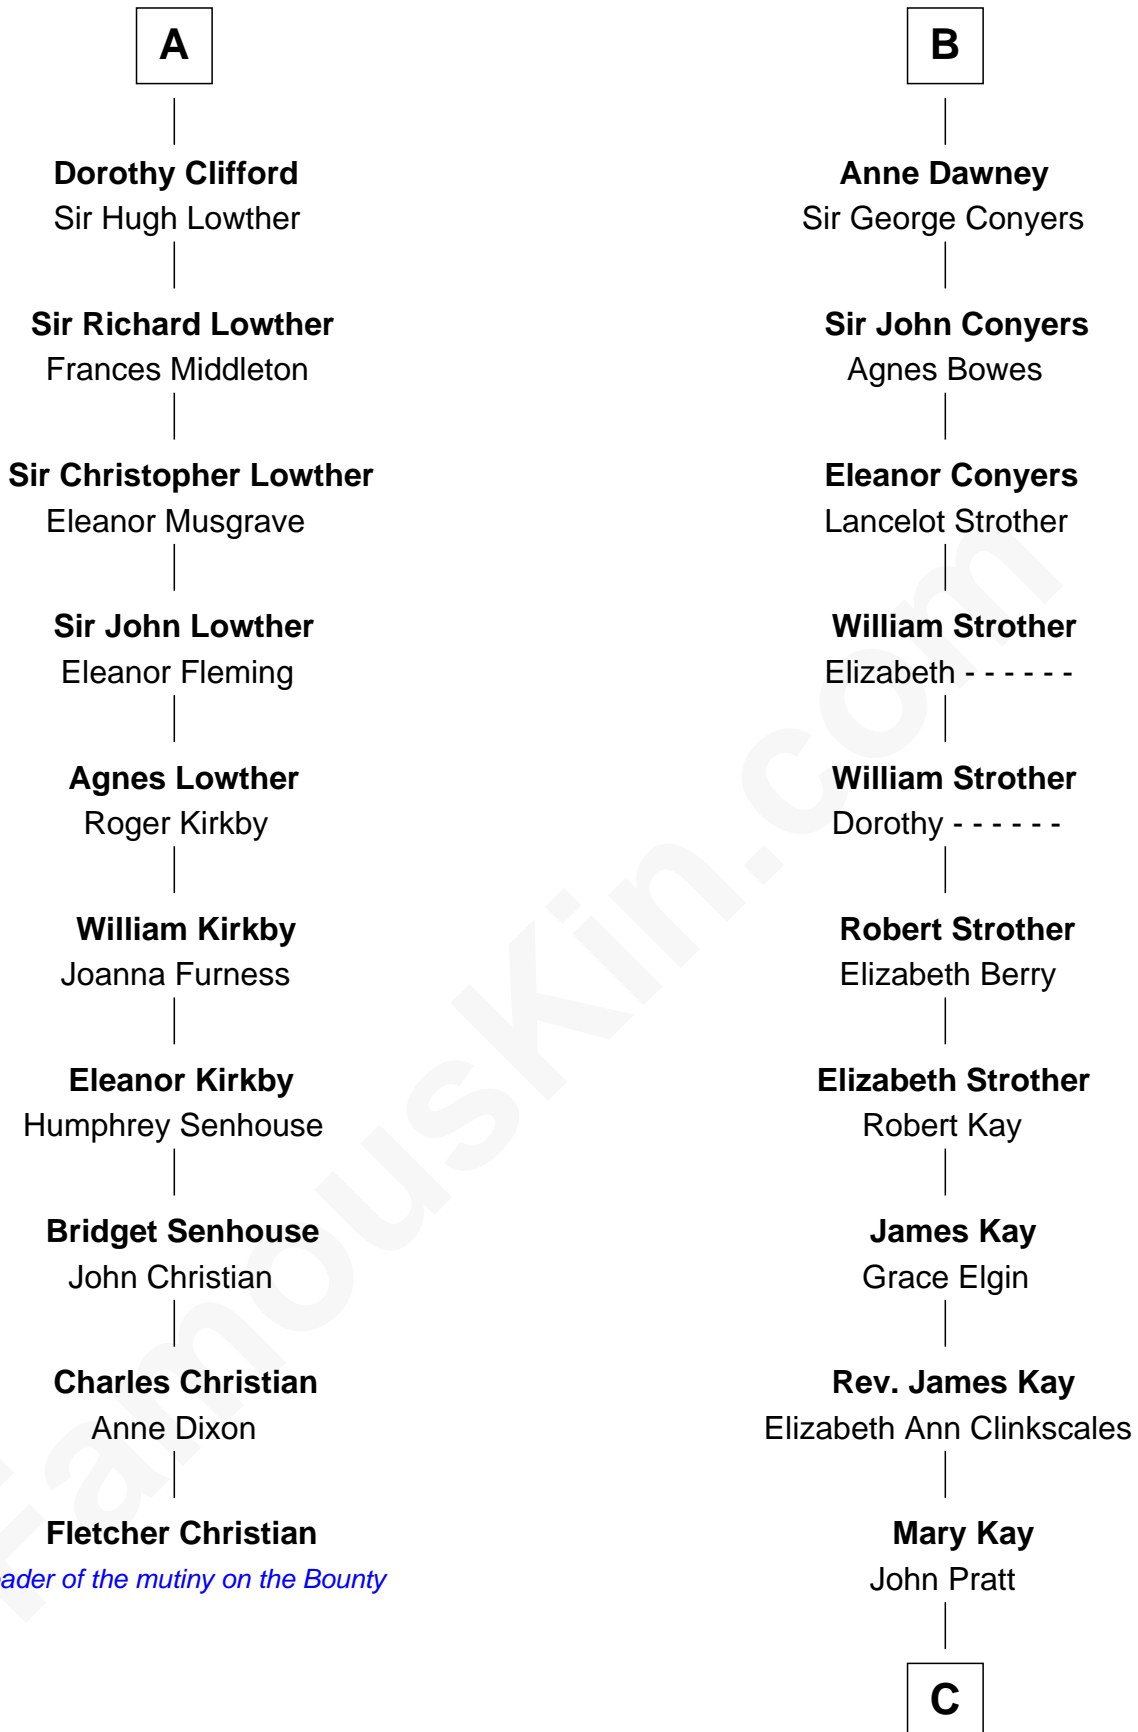 A
Dorothy Clifford
Sir Hugh Lowther
Sir Richard Lowther
Frances Middleton
Sir Christopher Lowther
Eleanor Musgrave
Sir John Lowther
Eleanor Fleming
Agnes Lowther
Roger Kirkby
William Kirkby
Joanna Furness
Eleanor Kirkby
Humphrey Senhouse
Bridget Senhouse
John Christian
Charles Christian
Anne Dixon
Fletcher Christian
of the mutiny on the Bounty
B
Anne Dawney
Sir George Conyers
Sir John Conyers
Agnes Bowes
Eleanor Conyers
Lancelot Strother
William Strother
Elizabeth - - - - - -
William Strother
Dorothy - - - - - -
Robert Strother
Elizabeth Berry
Elizabeth Strother
Robert Kay
James Kay
Grace Elgin
Rev. James Kay
Elizabeth Ann Clinkscales
Mary Kay
John Pratt
C
FamousKin.com